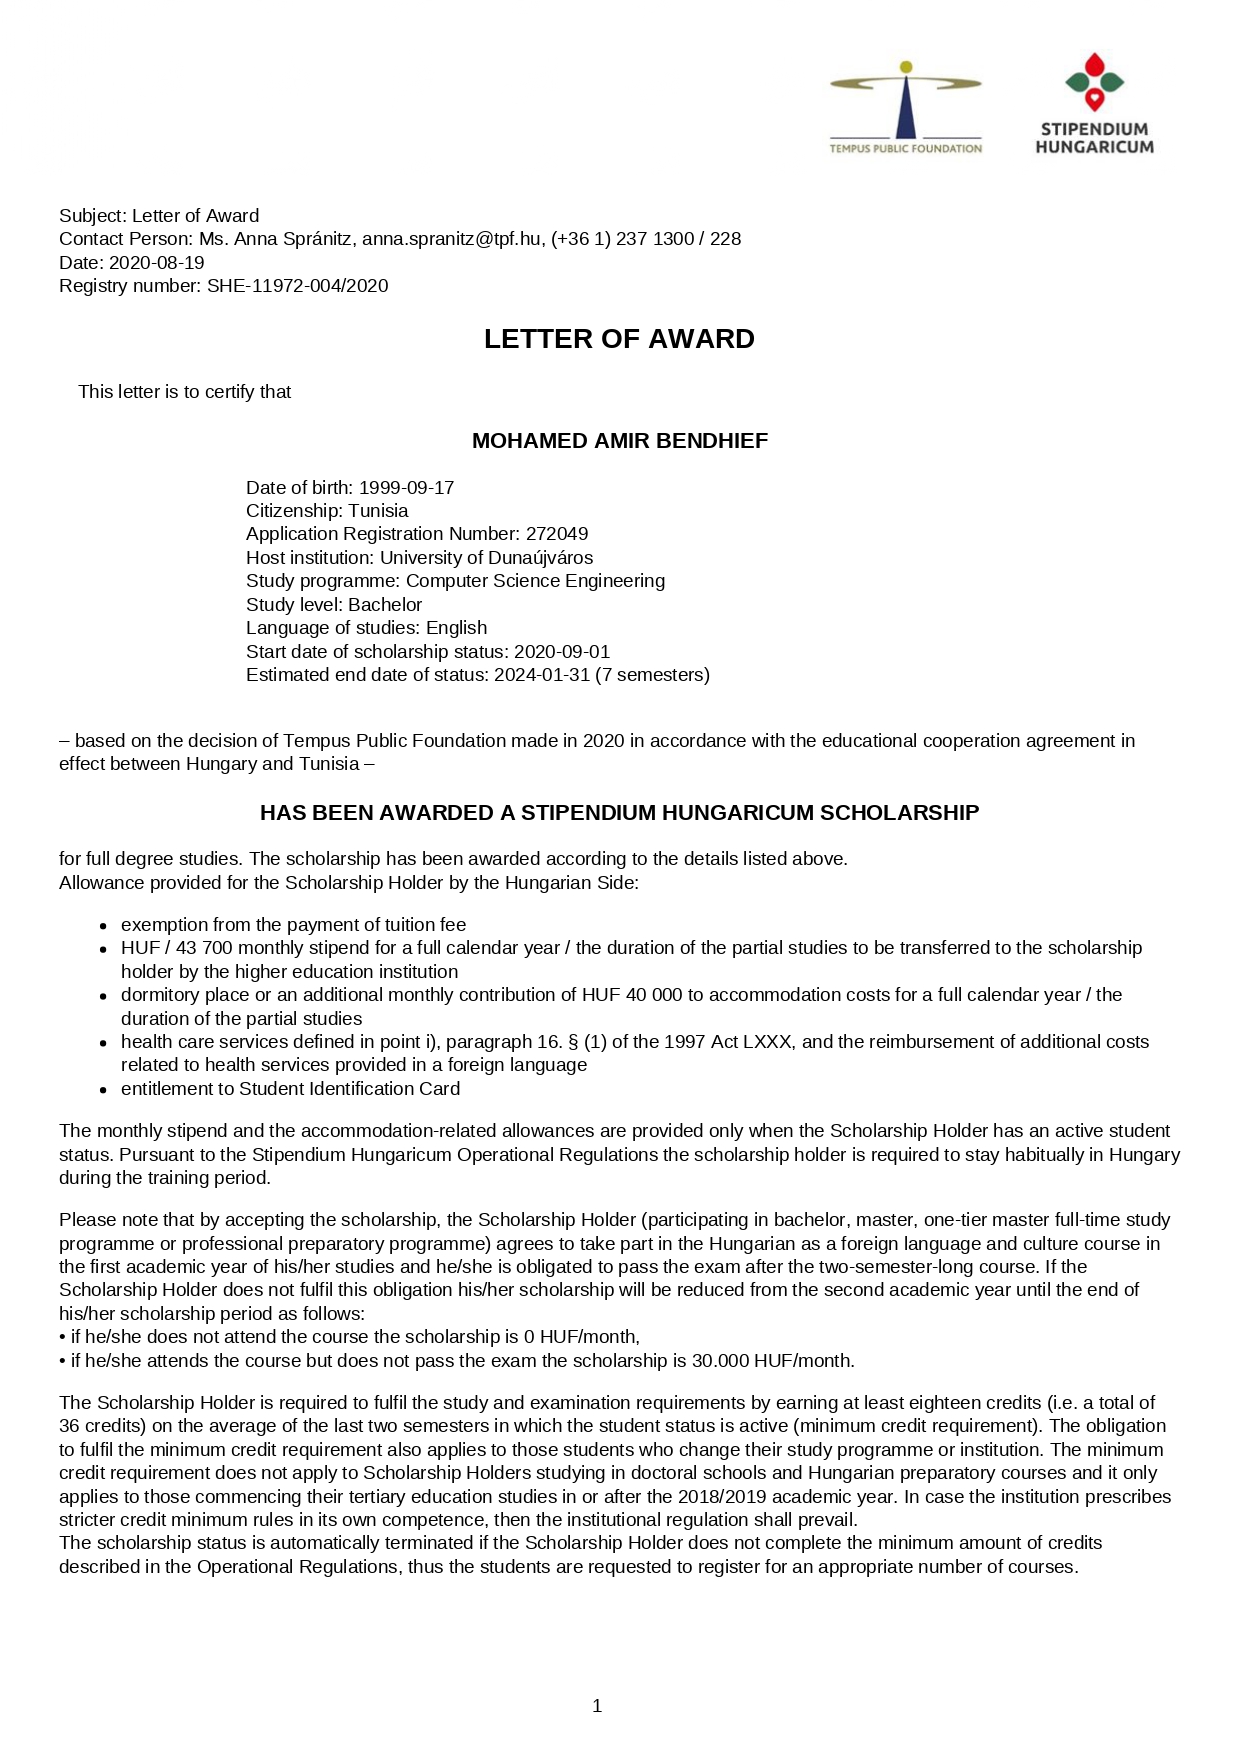 TEMPUS PUBLIC FOUNDATION
STIPENDIUM
HUNGARICUM
Subject: Letter of Award
Contact Person: Ms. Anna Spránitz, anna.spranitz@tpf.hu, (+36 1) 237 1300 / 228
Date: 2020-08-19
Registry number: SHE-11972-004/2020
LETTER OF AWARD
This letter is to certify that
MOHAMED AMIR BENDHIEF
Date of birth: 1999-09-17
Citizenship: Tunisia
Application Registration Number: 272049
Host institution: University of Dunaújváros
Study programme: Computer Science Engineering
Study level: Bachelor
Language of studies: English
Start date of scholarship status: 2020-09-01
Estimated end date of status: 2024-01-31 (7 semesters)
– based on the decision of Tempus Public Foundation made in 2020 in accordance with the educational cooperation agreement in
effect between Hungary and Tunisia –
HAS BEEN AWARDED A STIPENDIUM HUNGARICUM SCHOLARSHIP
for full degree studies. The scholarship has been awarded according to the details listed above.
Allowance provided for the Scholarship Holder by the Hungarian Side:
• exemption from the payment of tuition fee
• HUF / 43 700 monthly stipend for a full calendar year / the duration of the partial studies to be transferred to the scholarship
holder by the higher education institution
• dormitory place or an additional monthly contribution of HUF 40 000 to accommodation costs for a full calendar year / the
duration of the partial studies
• health care services defined in point i), paragraph 16. § (1) of the 1997 Act LXXX, and the reimbursement of additional costs
related to health services provided in a foreign language
• entitlement to Student Identification Card
The monthly stipend and the accommodation-related allowances are provided only when the Scholarship Holder has an active student
status. Pursuant to the Stipendium Hungaricum Operational Regulations the scholarship holder is required to stay habitually in Hungary
during the training period.
Please note that by accepting the scholarship, the Scholarship Holder (participating in bachelor, master, one-tier master full-time study
programme or professional preparatory programme) agrees to take part in the Hungarian as a foreign language and culture course in
the first academic year of his/her studies and he/she is obligated to pass the exam after the two-semester-long course. If the
Scholarship Holder does not fulfil this obligation his/her scholarship will be reduced from the second academic year until the end of
his/her scholarship period as follows:
• if he/she does not attend the course the scholarship is 0 HUF/month,
• if he/she attends the course but does not pass the exam the scholarship is 30.000 HUF/month.
The Scholarship Holder is required to fulfil the study and examination requirements by earning at least eighteen credits (i.e. a total of
36 credits) on the average of the last two semesters in which the student status is active (minimum credit requirement). The obligation
to fulfil the minimum credit requirement also applies to those students who change their study programme or institution. The minimum
credit requirement does not apply to Scholarship Holders studying in doctoral schools and Hungarian preparatory courses and it only
applies to those commencing their tertiary education studies in or after the 2018/2019 academic year. In case the institution prescribes
stricter credit minimum rules in its own competence, then the institutional regulation shall prevail.
The scholarship status is automatically terminated if the Scholarship Holder does not complete the minimum amount of credits
described in the Operational Regulations, thus the students are requested to register for an appropriate number of courses.
1